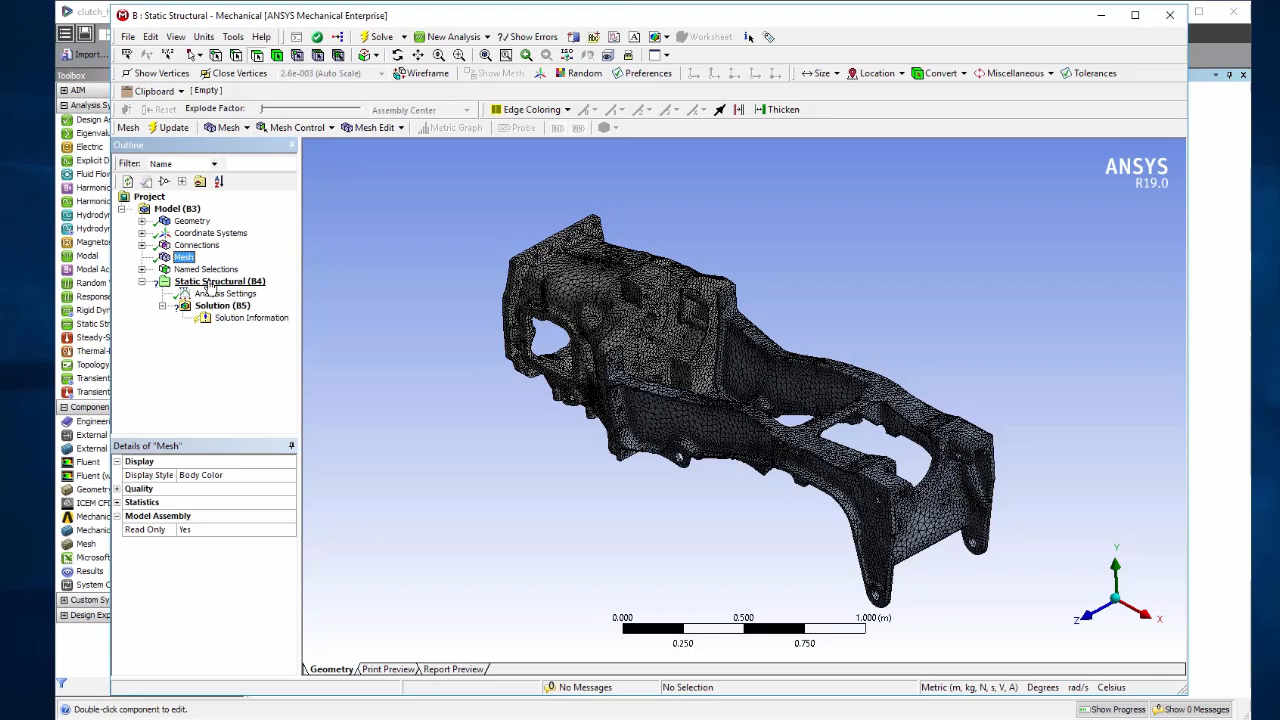 clutch_h
B : Static Structural - Mechanical [ANSYS Mechanical Enterprise]
File Edit View Units Tools Help Solve New Analysis Show Errors Worksheet
Import...
Show Vertices Close Vertices 2.6e-003 (Auto Scale) Wireframe Show Mesh Random Preferences Size Location Convert Miscellaneous Tolerances
Clipboard [Empty]
Reset Explode Factor: Assembly Center Edge Coloring Thicken
Mesh Update Mesh Mesh Control Mesh Edit Metric Graph Probe
Toolbox
AIM
Analysis Sy
Design As
Eigenvalu
Electric
Explicit D
Fluid Flow
Harmonic
Harmonic
Hydrodyn
Hydrodyn
Magneto
Modal
Modal Ac
Random
Response
Rigid Dyn
Static Str
Steady-S
Thermal-
Topology
Transient
Transient
Component
Engineeri
External
External
Fluent
Fluent (w
Geometry
ICEM CFD
Mechanic
Mechanic
Mesh
Microsoft
Results
System C
Custom Sy
Design Exp
Outline
Filter: Name
Project
Model (B3)
Geometry
Coordinate Systems
Connections
Mesh
Named Selections
Static Structural (B4)
Analysis Settings
Solution (B5)
Solution Information
Details of "Mesh"
Display
Display Style Body Color
Quality
Statistics
Model Assembly
Read Only Yes
ANSYS
R19.0
Y
Z
X
0.000 0.500 1.000 (m)
0.250 0.750
Geometry Print Preview Report Preview
No Messages No Selection Metric (m, kg, N, s, V, A) Degrees rad/s Celsius
Double-click component to edit. Show Progress Show 0 Messages